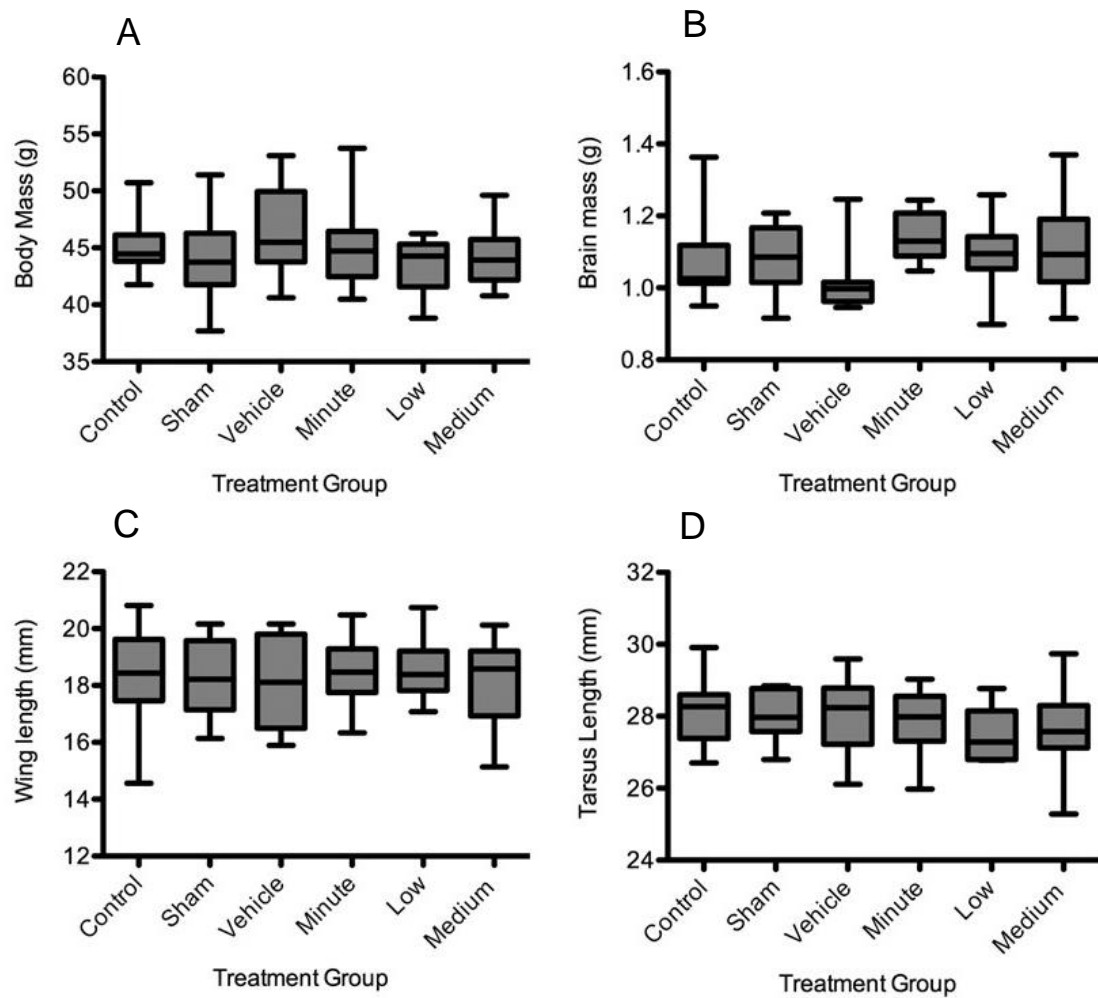 A
Body Mass (g)
60
55
50
45
40
35
Control
Sham
Vehicle
Minute
Low
Medium
Treatment Group
B
Brain mass (g)
1.6
1.4
1.2
1.0
0.8
Control
Sham
Vehicle
Minute
Low
Medium
Treatment Group
C
Wing length (mm)
22
20
18
16
14
12
Control
Sham
Vehicle
Minute
Low
Medium
Treatment Group
D
Tarsus Length (mm)
32
30
28
26
24
Control
Sham
Vehicle
Minute
Low
Medium
Treatment Group